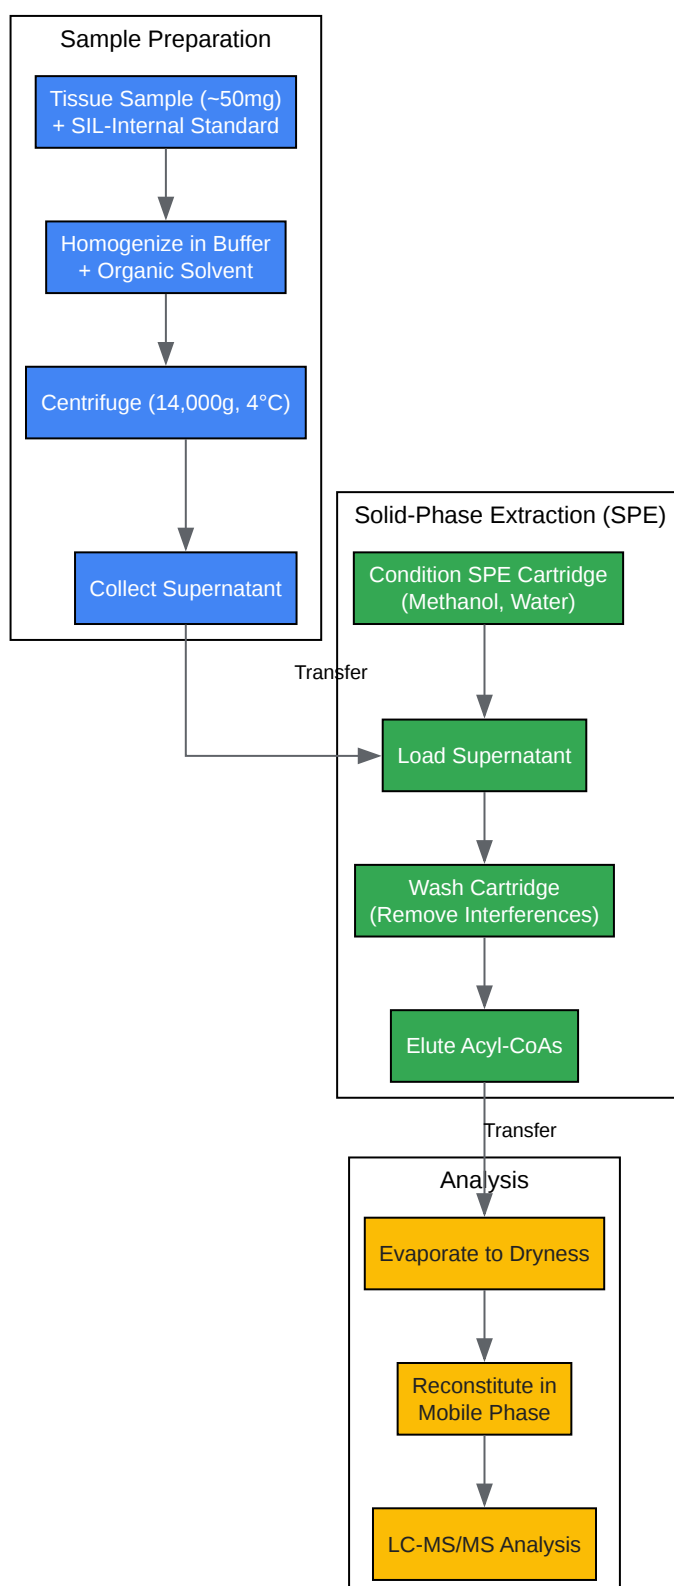 Sample Preparation
Tissue Sample (~50mg)
+ SIL-Internal Standard
Homogenize in Buffer
+ Organic Solvent
Centrifuge (14,000g, 4°C)
Collect Supernatant
Transfer
Solid-Phase Extraction (SPE)
Condition SPE Cartridge
(Methanol, Water)
Load Supernatant
Wash Cartridge
(Remove Interferences)
Elute Acyl-CoAs
Transfer
Analysis
Evaporate to Dryness
Reconstitute in
Mobile Phase
LC-MS/MS Analysis